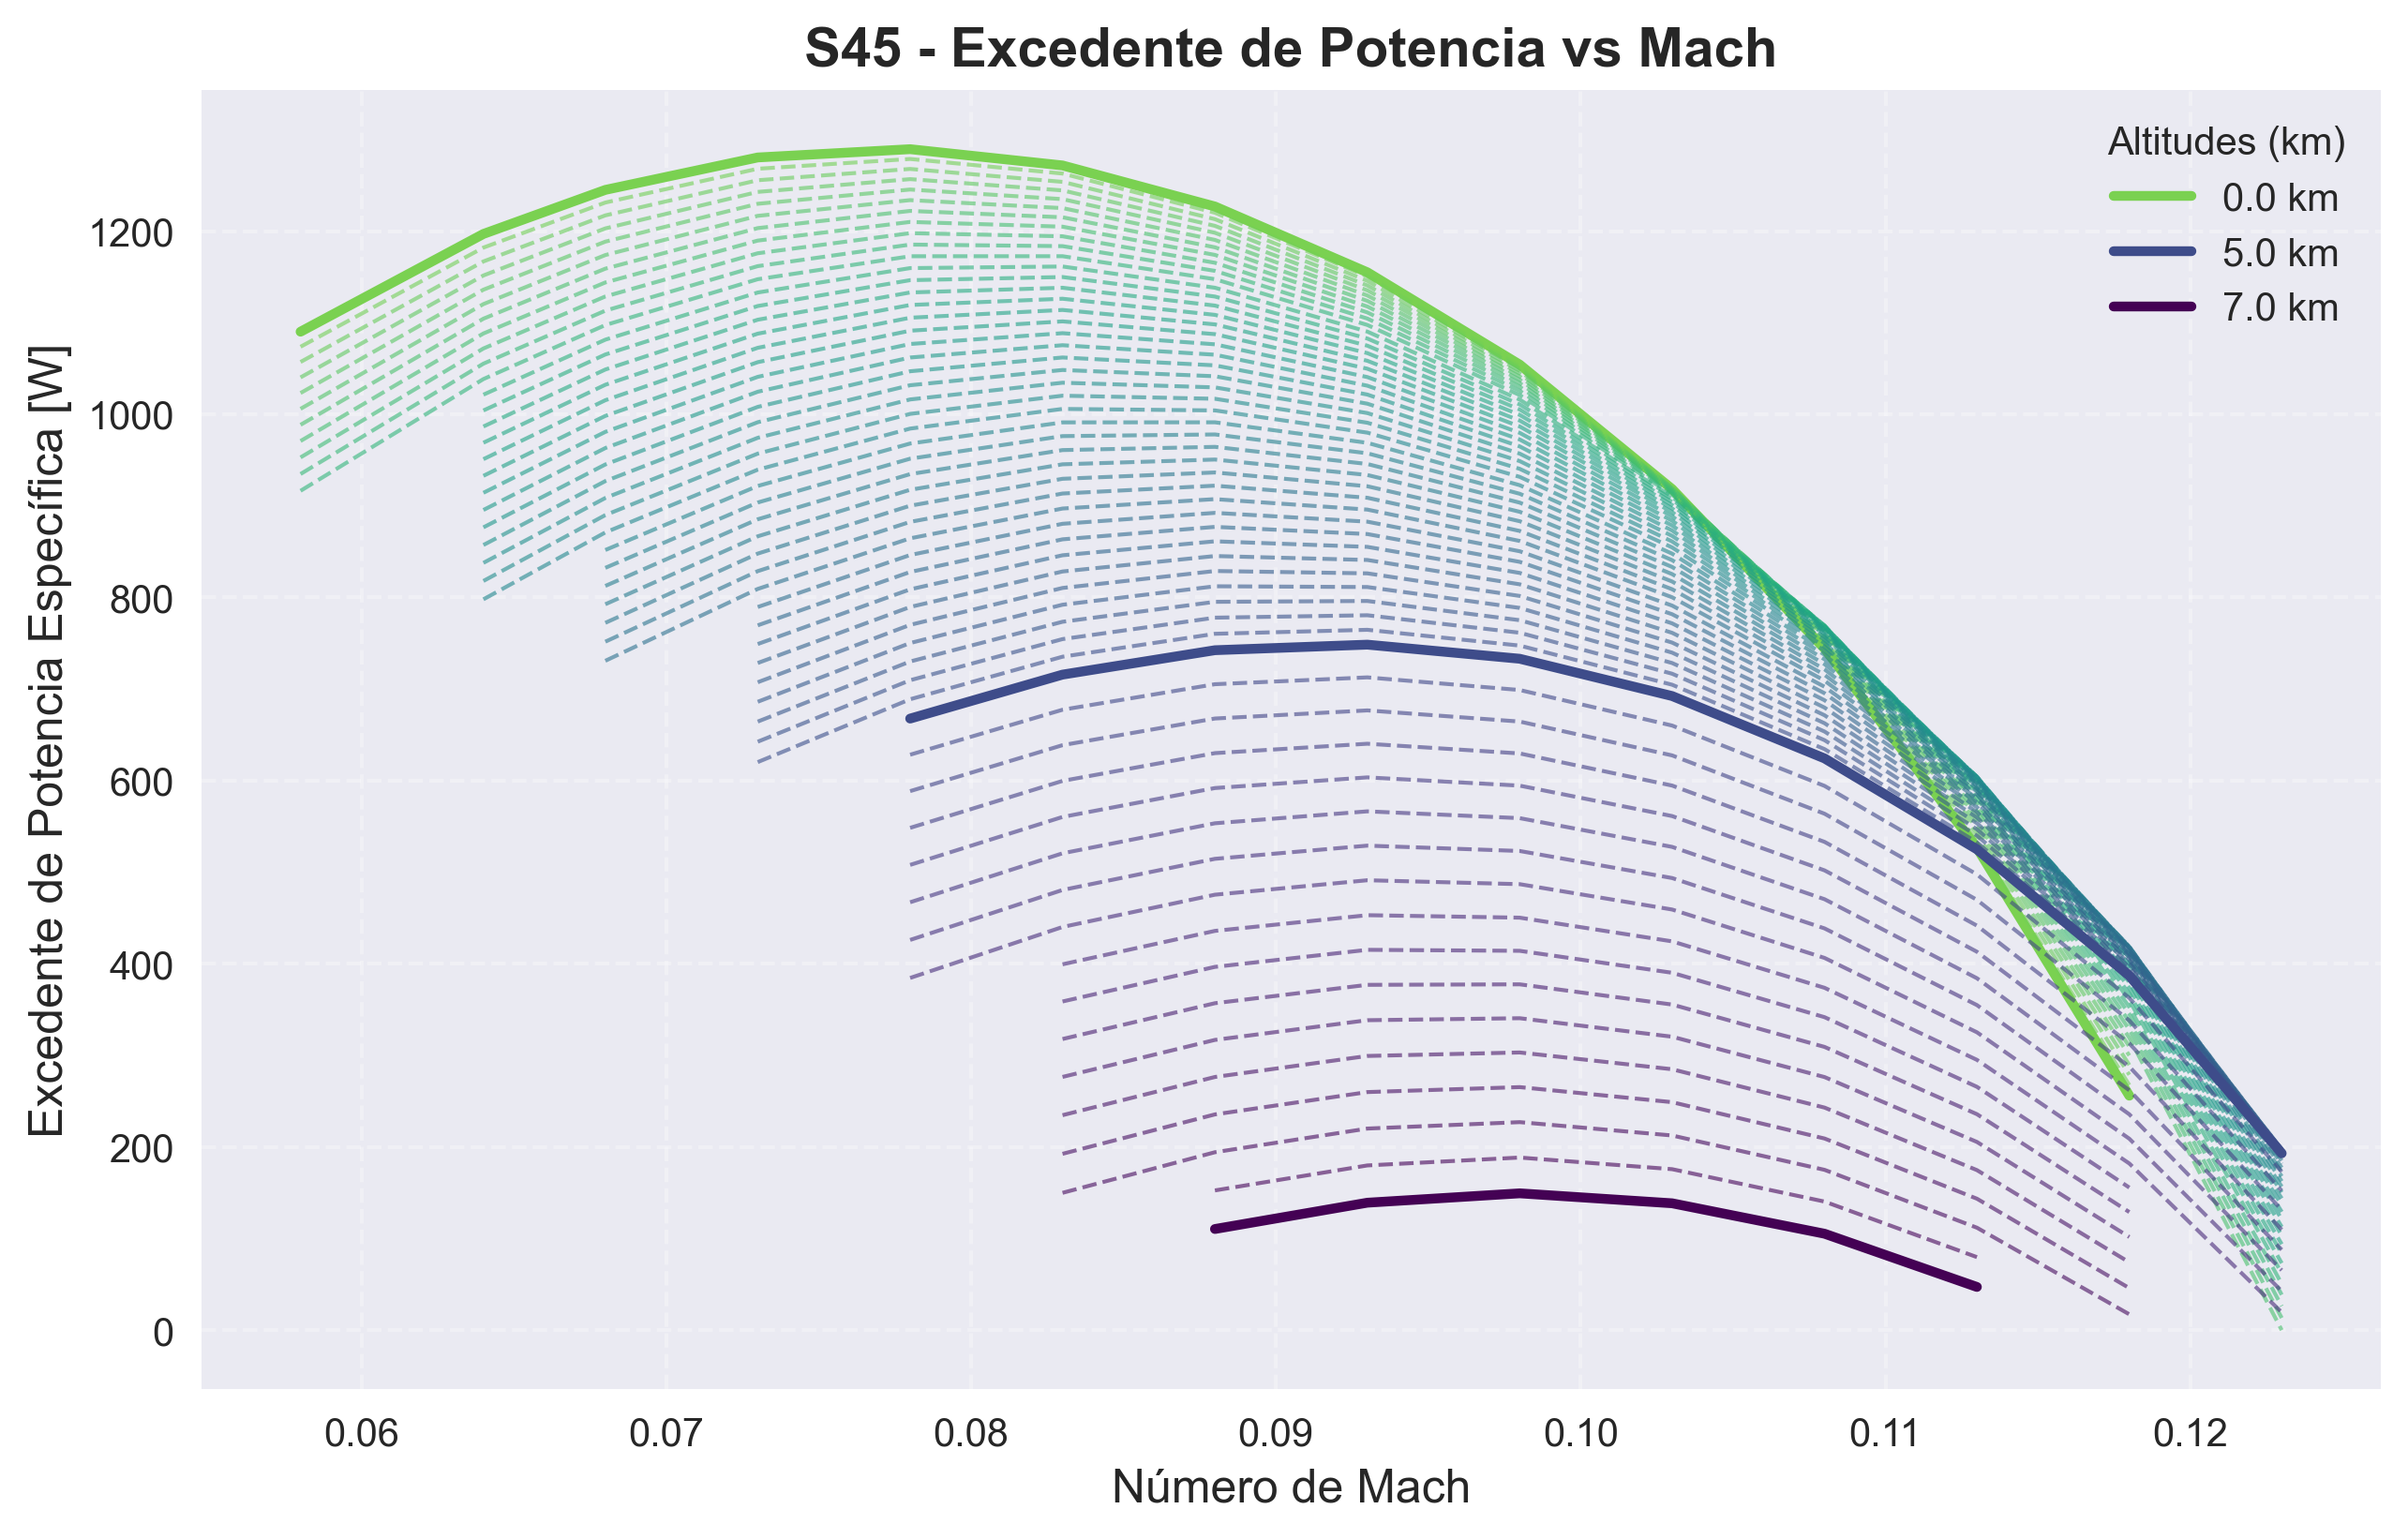 S45 - Excedente de Potencia vs Mach
Excedente de Potencia Específica [W]
1200
1000
800
600
400
200
0
Altitudes (km)
0.0 km
5.0 km
7.0 km
0.06
0.07
0.08
0.09
0.10
0.11
0.12
Número de Mach